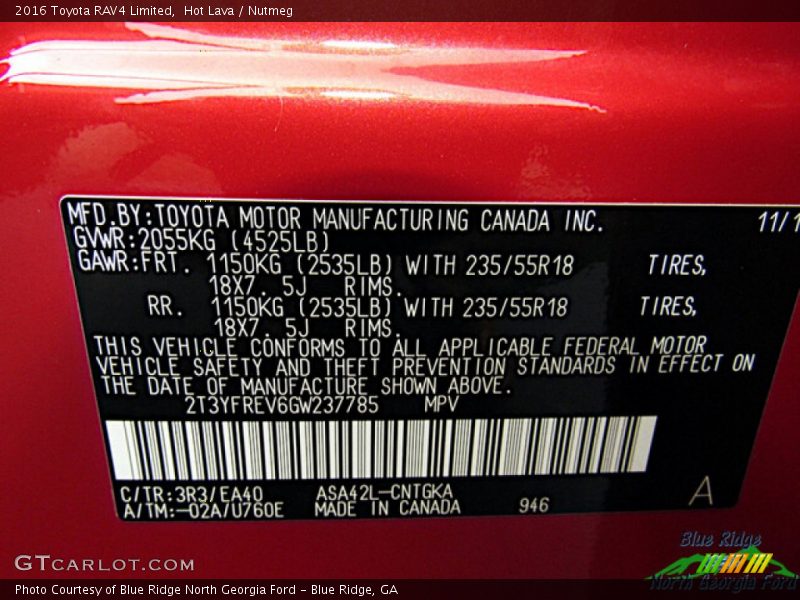 2016 Toyota RAV4 Limited,  Hot Lava / Nutmeg
MFD.BY:TOYOTA MOTOR MANUFACTURING CANADA INC. 11/1
GVWR:2055KG (4525LB)
GAWR:FRT. 1150KG (2535LB) WITH 235/55R18 TIRES,
18X7. 5J RIMS.
RR. 1150KG (2535LB) WITH 235/55R18 TIRES,
18X7. 5J RIMS.
THIS VEHICLE CONFORMS TO ALL APPLICABLE FEDERAL MOTOR
VEHICLE SAFETY AND THEFT PREVENTION STANDARDS IN EFFECT ON
THE DATE OF MANUFACTURE SHOWN ABOVE.
2T3YFREV6GW237785 MPV
C/TR:3R3/EA40 ASA42L-CNTGKA
A/TM:-02A/U760E MADE IN CANADA 946 A
GTCARLOT.COM
Blue Ridge
North Georgia Ford
Photo Courtesy of Blue Ridge North Georgia Ford - Blue Ridge, GA